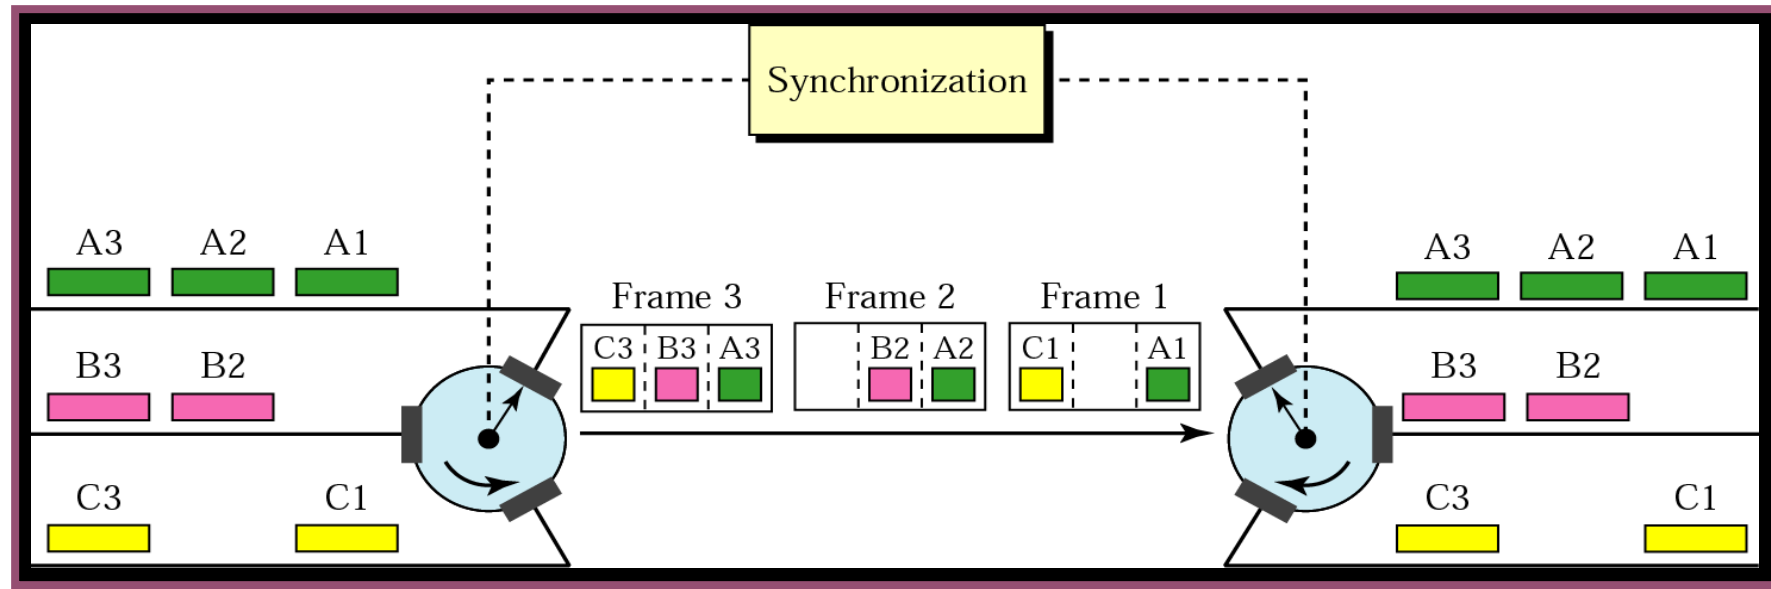 Synchronization
A3 A2 A1
A3 A2 A1
Frame 3 Frame 2 Frame 1
C3 B3 A3 B2 A2 C1 A1
B3 B2
B3 B2
C3 C1
C3 C1